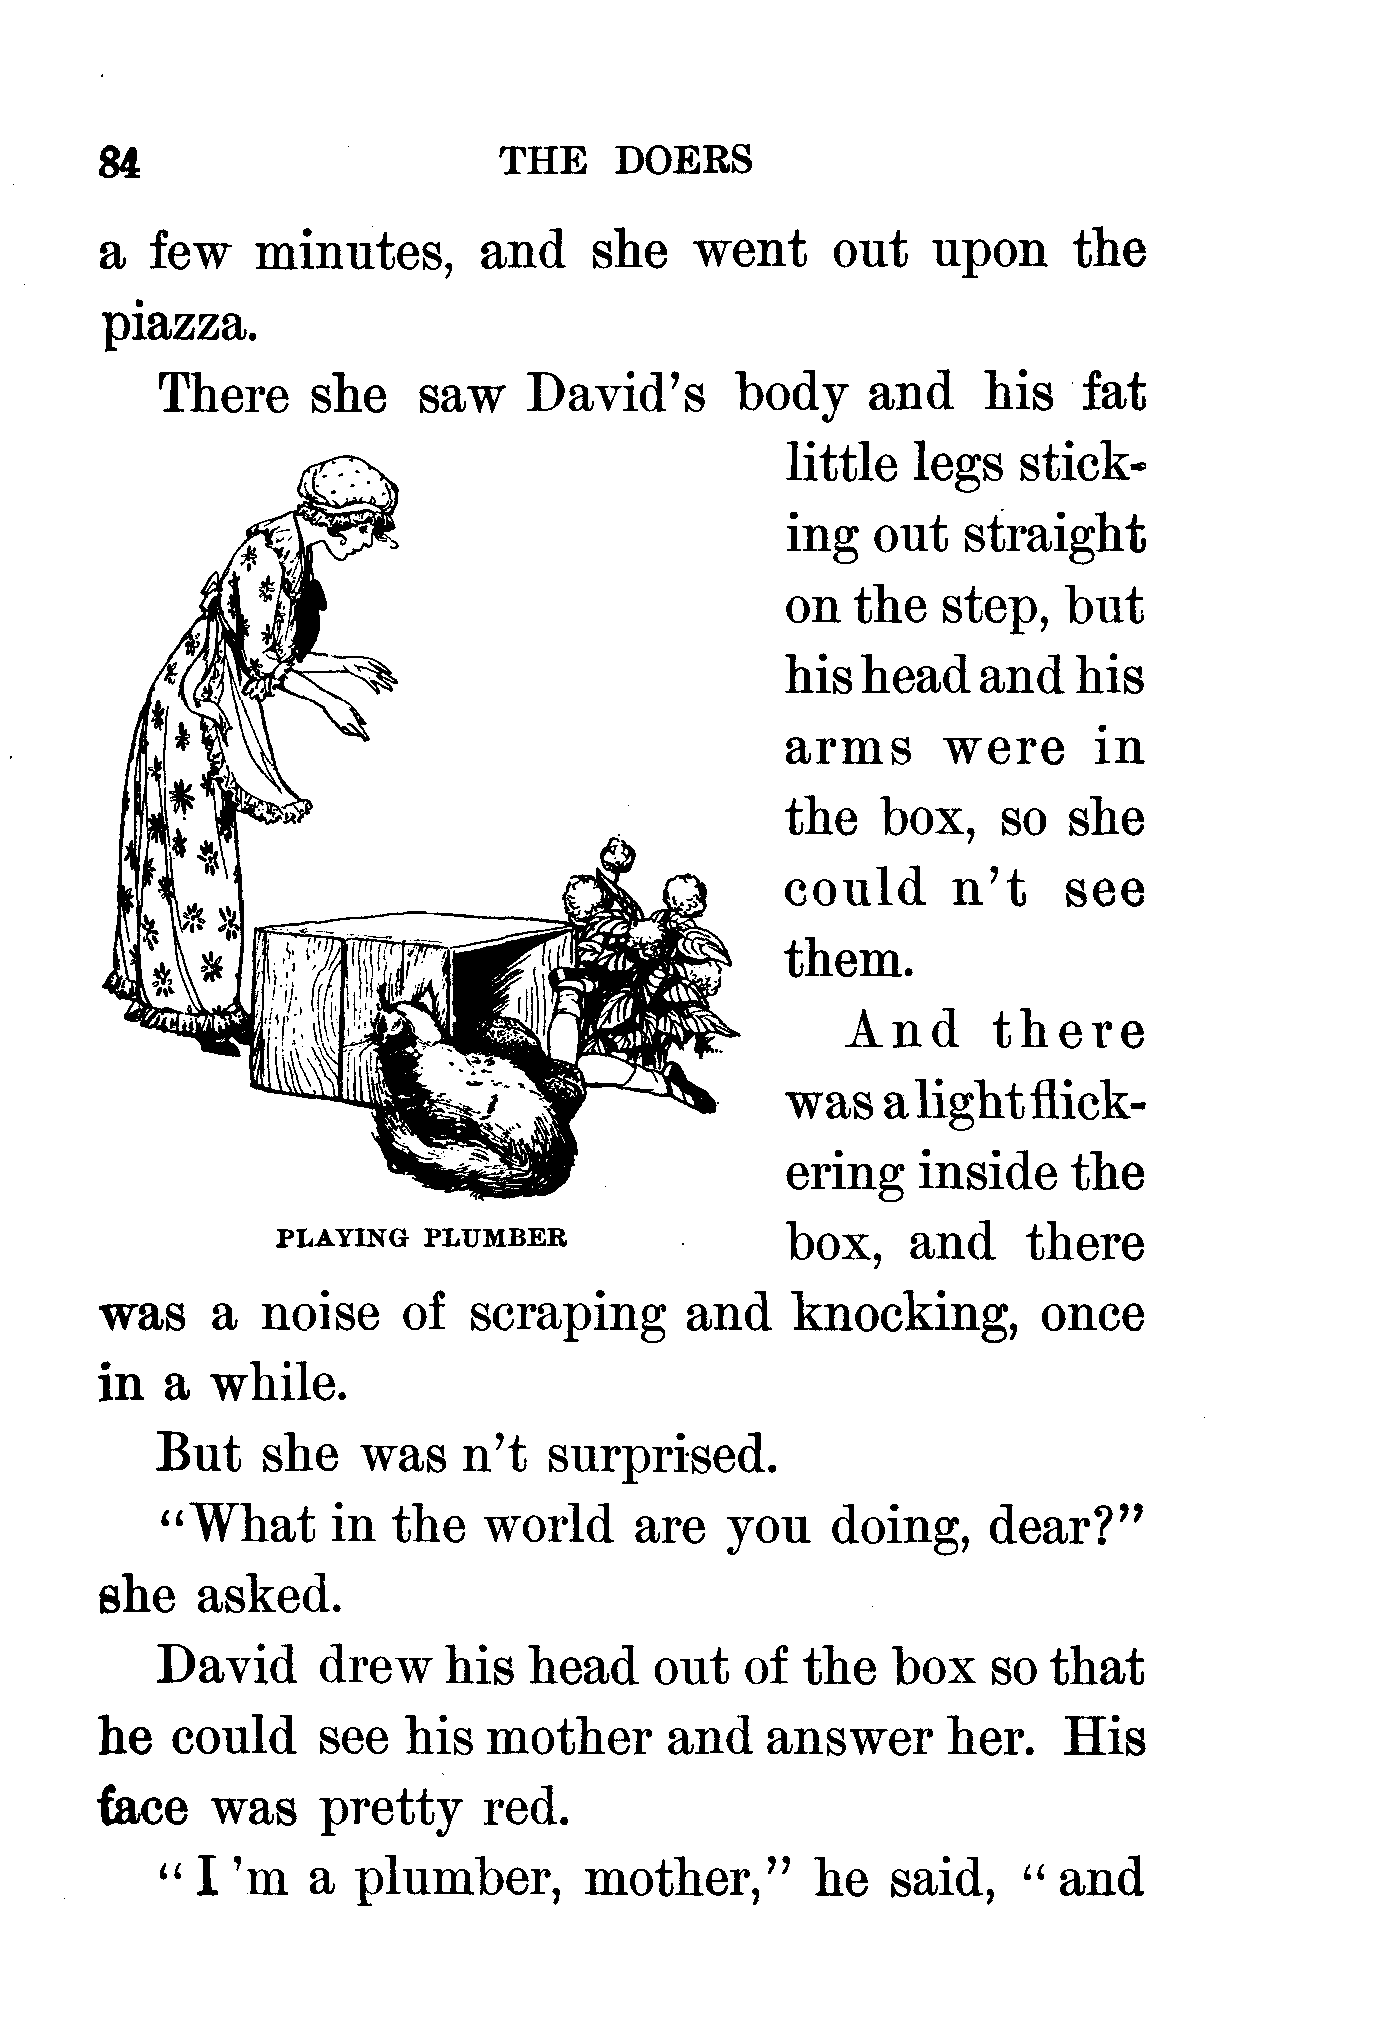 84 THE DOERS
a few minutes, and she went out upon the
piazza.
There she saw David's body and his fat
little legs stick-
ing out straight
on the step, but
his head and his
arms were in
the box, so she
could n't see
them.
And there
was a light flick-
ering inside the
box, and there
PLAYING PLUMBER
was a noise of scraping and knocking, once
in a while.
But she was n't surprised.
"What in the world are you doing, dear?"
she asked.
David drew his head out of the box so that
he could see his mother and answer her. His
face was pretty red.
"I 'm a plumber, mother," he said, "and